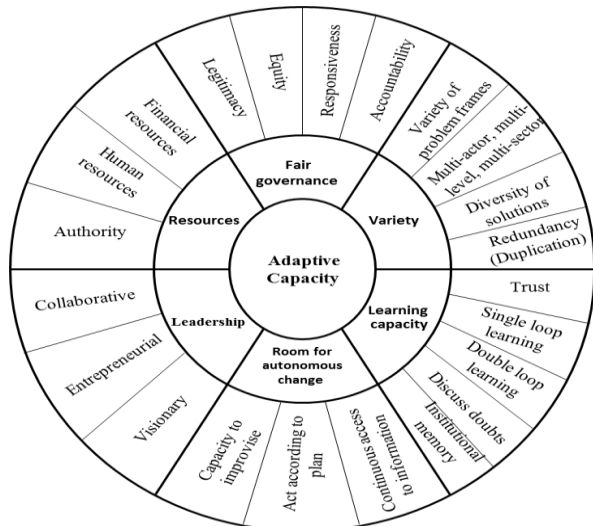 Adaptive
Capacity
Fair
governance
Variety
Learning
capacity
Room for
autonomous
change
Leadership
Resources
Legitimacy
Equity
Responsiveness
Accountability
Variety of
problem frames
Multi-actor, multi-
level, multi-sector
Diversity of
solutions
Redundancy
(Duplication)
Trust
Single loop
learning
Double loop
learning
Discuss doubts
Institutional
memory
Continuous access
to information
Act according to
plan
Capacity to
improvise
Visionary
Entrepreneurial
Collaborative
Authority
Human
resources
Financial
resources